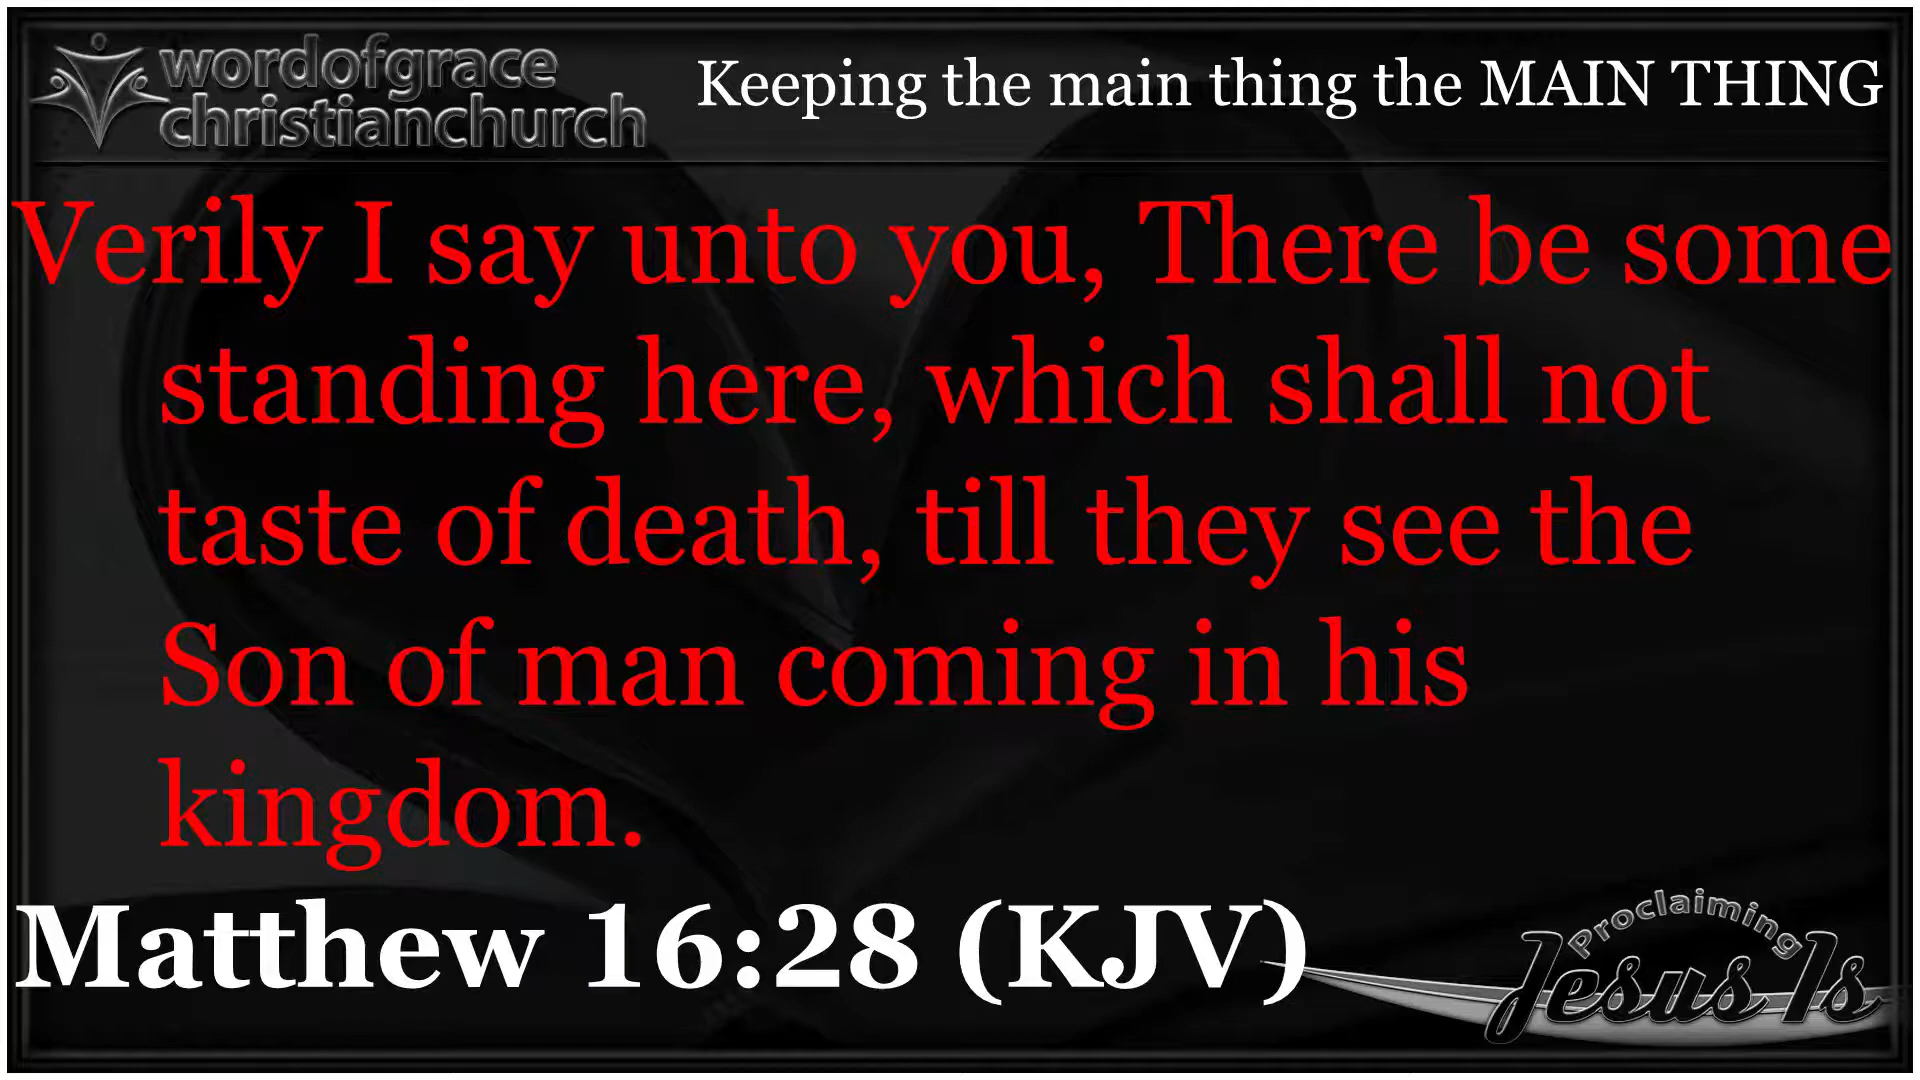 wordofgrace
christianchurch
Keeping the main thing the MAIN THING
Verily I say unto you, There be some
standing here, which shall not
taste of death, till they see the
Son of man coming in his
kingdom.
Matthew 16:28 (KJV)
Proclaiming
Jesus Is